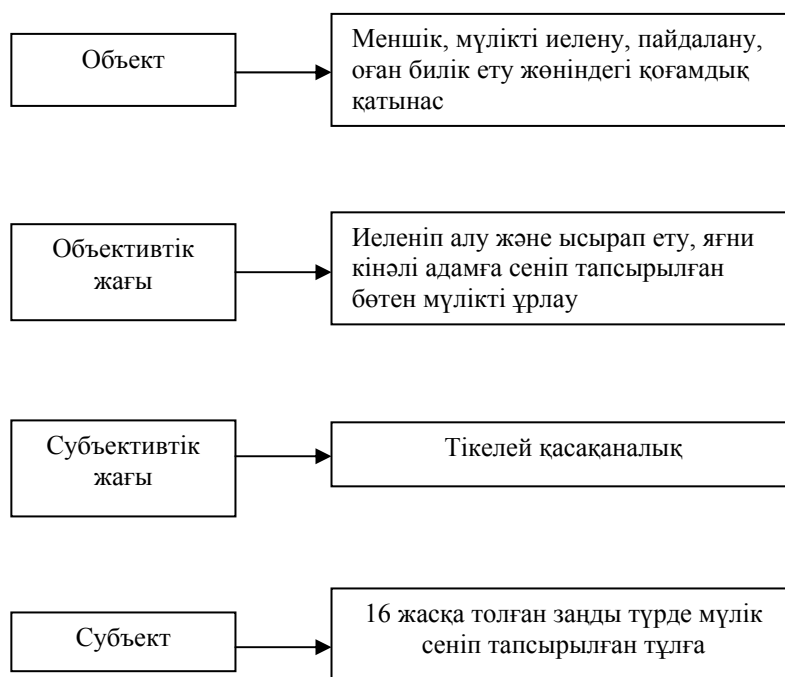 Объект
Меншік, мүлікті иелену, пайдалану,
оған билік ету жөніндегі қоғамдық
қатынас
Объективтік
жағы
Иеленіп алу және ысырап ету, яғни
кінәлі адамға сеніп тапсырылған
бөтен мүлікті ұрлау
Субъективтік
жағы
Тікелей қасақаналық
Субъект
16 жасқа толған заңды түрде мүлік
сеніп тапсырылған тұлға